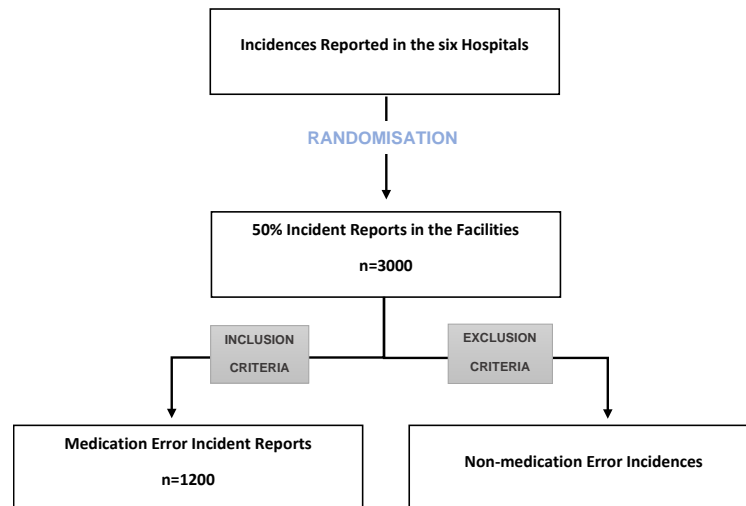 Incidences Reported in the six Hospitals
RANDOMISATION
50% Incident Reports in the Facilities
n=3000
INCLUSION
CRITERIA
EXCLUSION
CRITERIA
Medication Error Incident Reports
n=1200
Non-medication Error Incidences